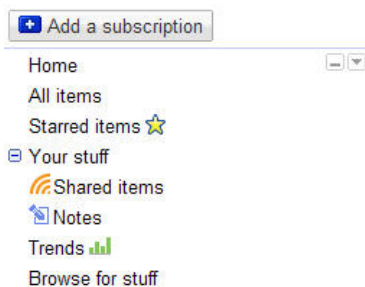 Add a subscription
Home
All items
Starred items
Your stuff
Shared items
Notes
Trends
Browse for stuff